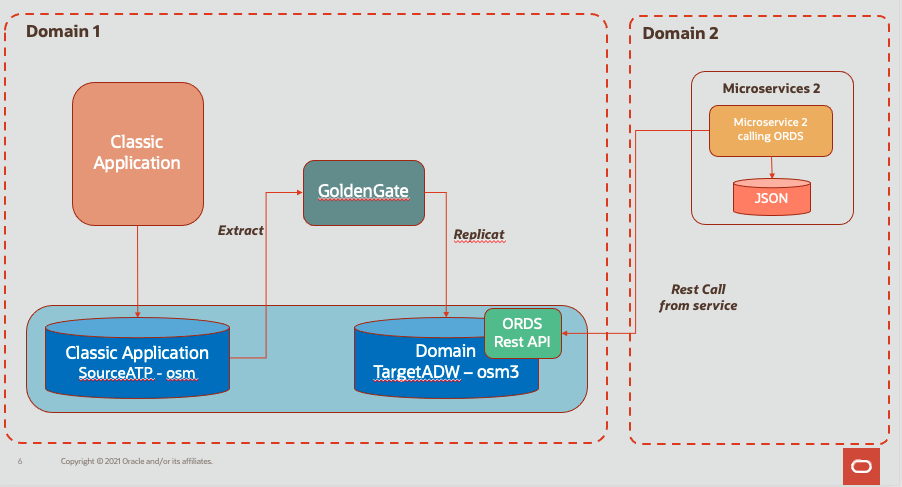 Domain 1
Domain 2
Classic
Application
Microservices 2
Microservice 2
calling ORDS
JSON
GoldenGate
Extract
Replicat
Rest Call
from service
ORDS
Rest API
Classic Application
SourceATP - osm
Domain
TargetADW – osm3
6
Copyright © 2021 Oracle and/or its affiliates.